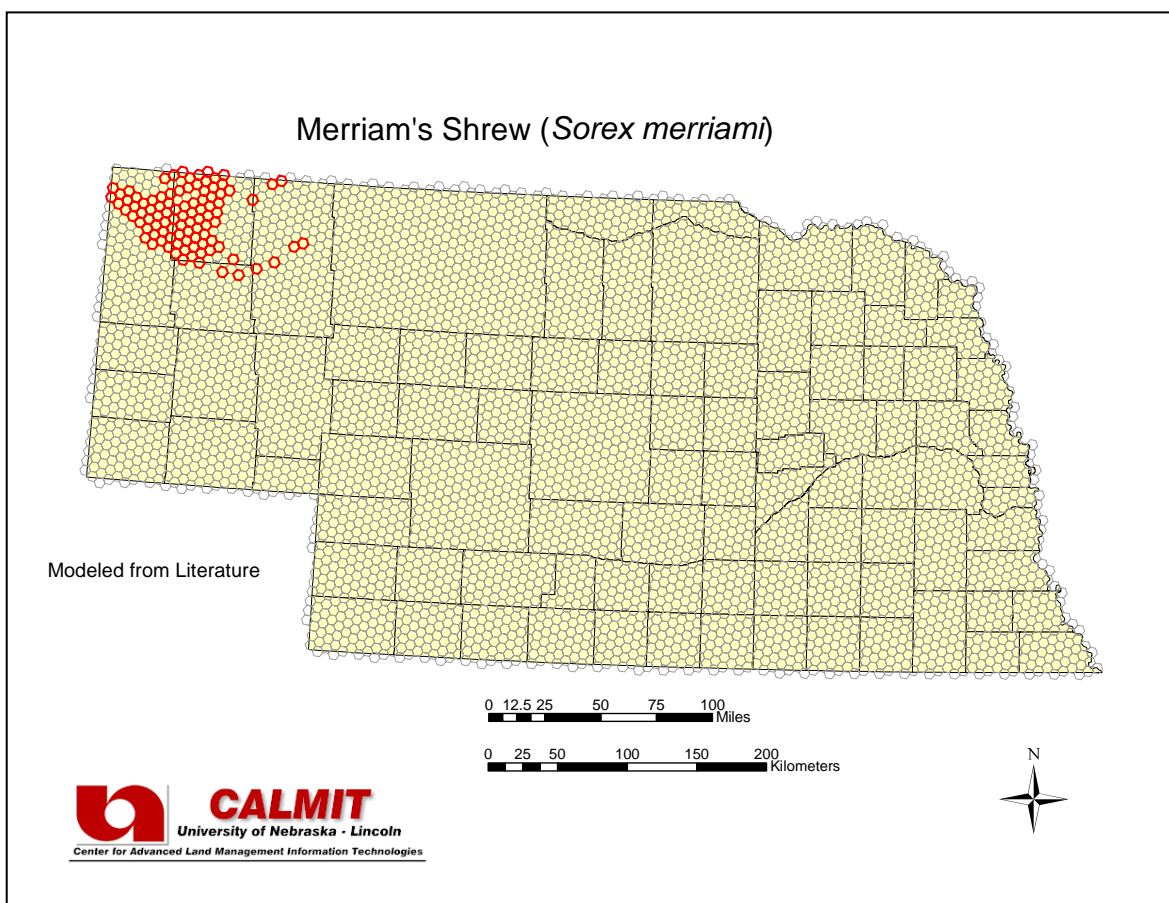 Merriam's Shrew (Sorex merriami)
Modeled from Literature
0 12.5 25 50 75 100
Miles
0 25 50 100 150 200
Kilometers
N
CALMIT
University of Nebraska - Lincoln
Center for Advanced Land Management Information Technologies